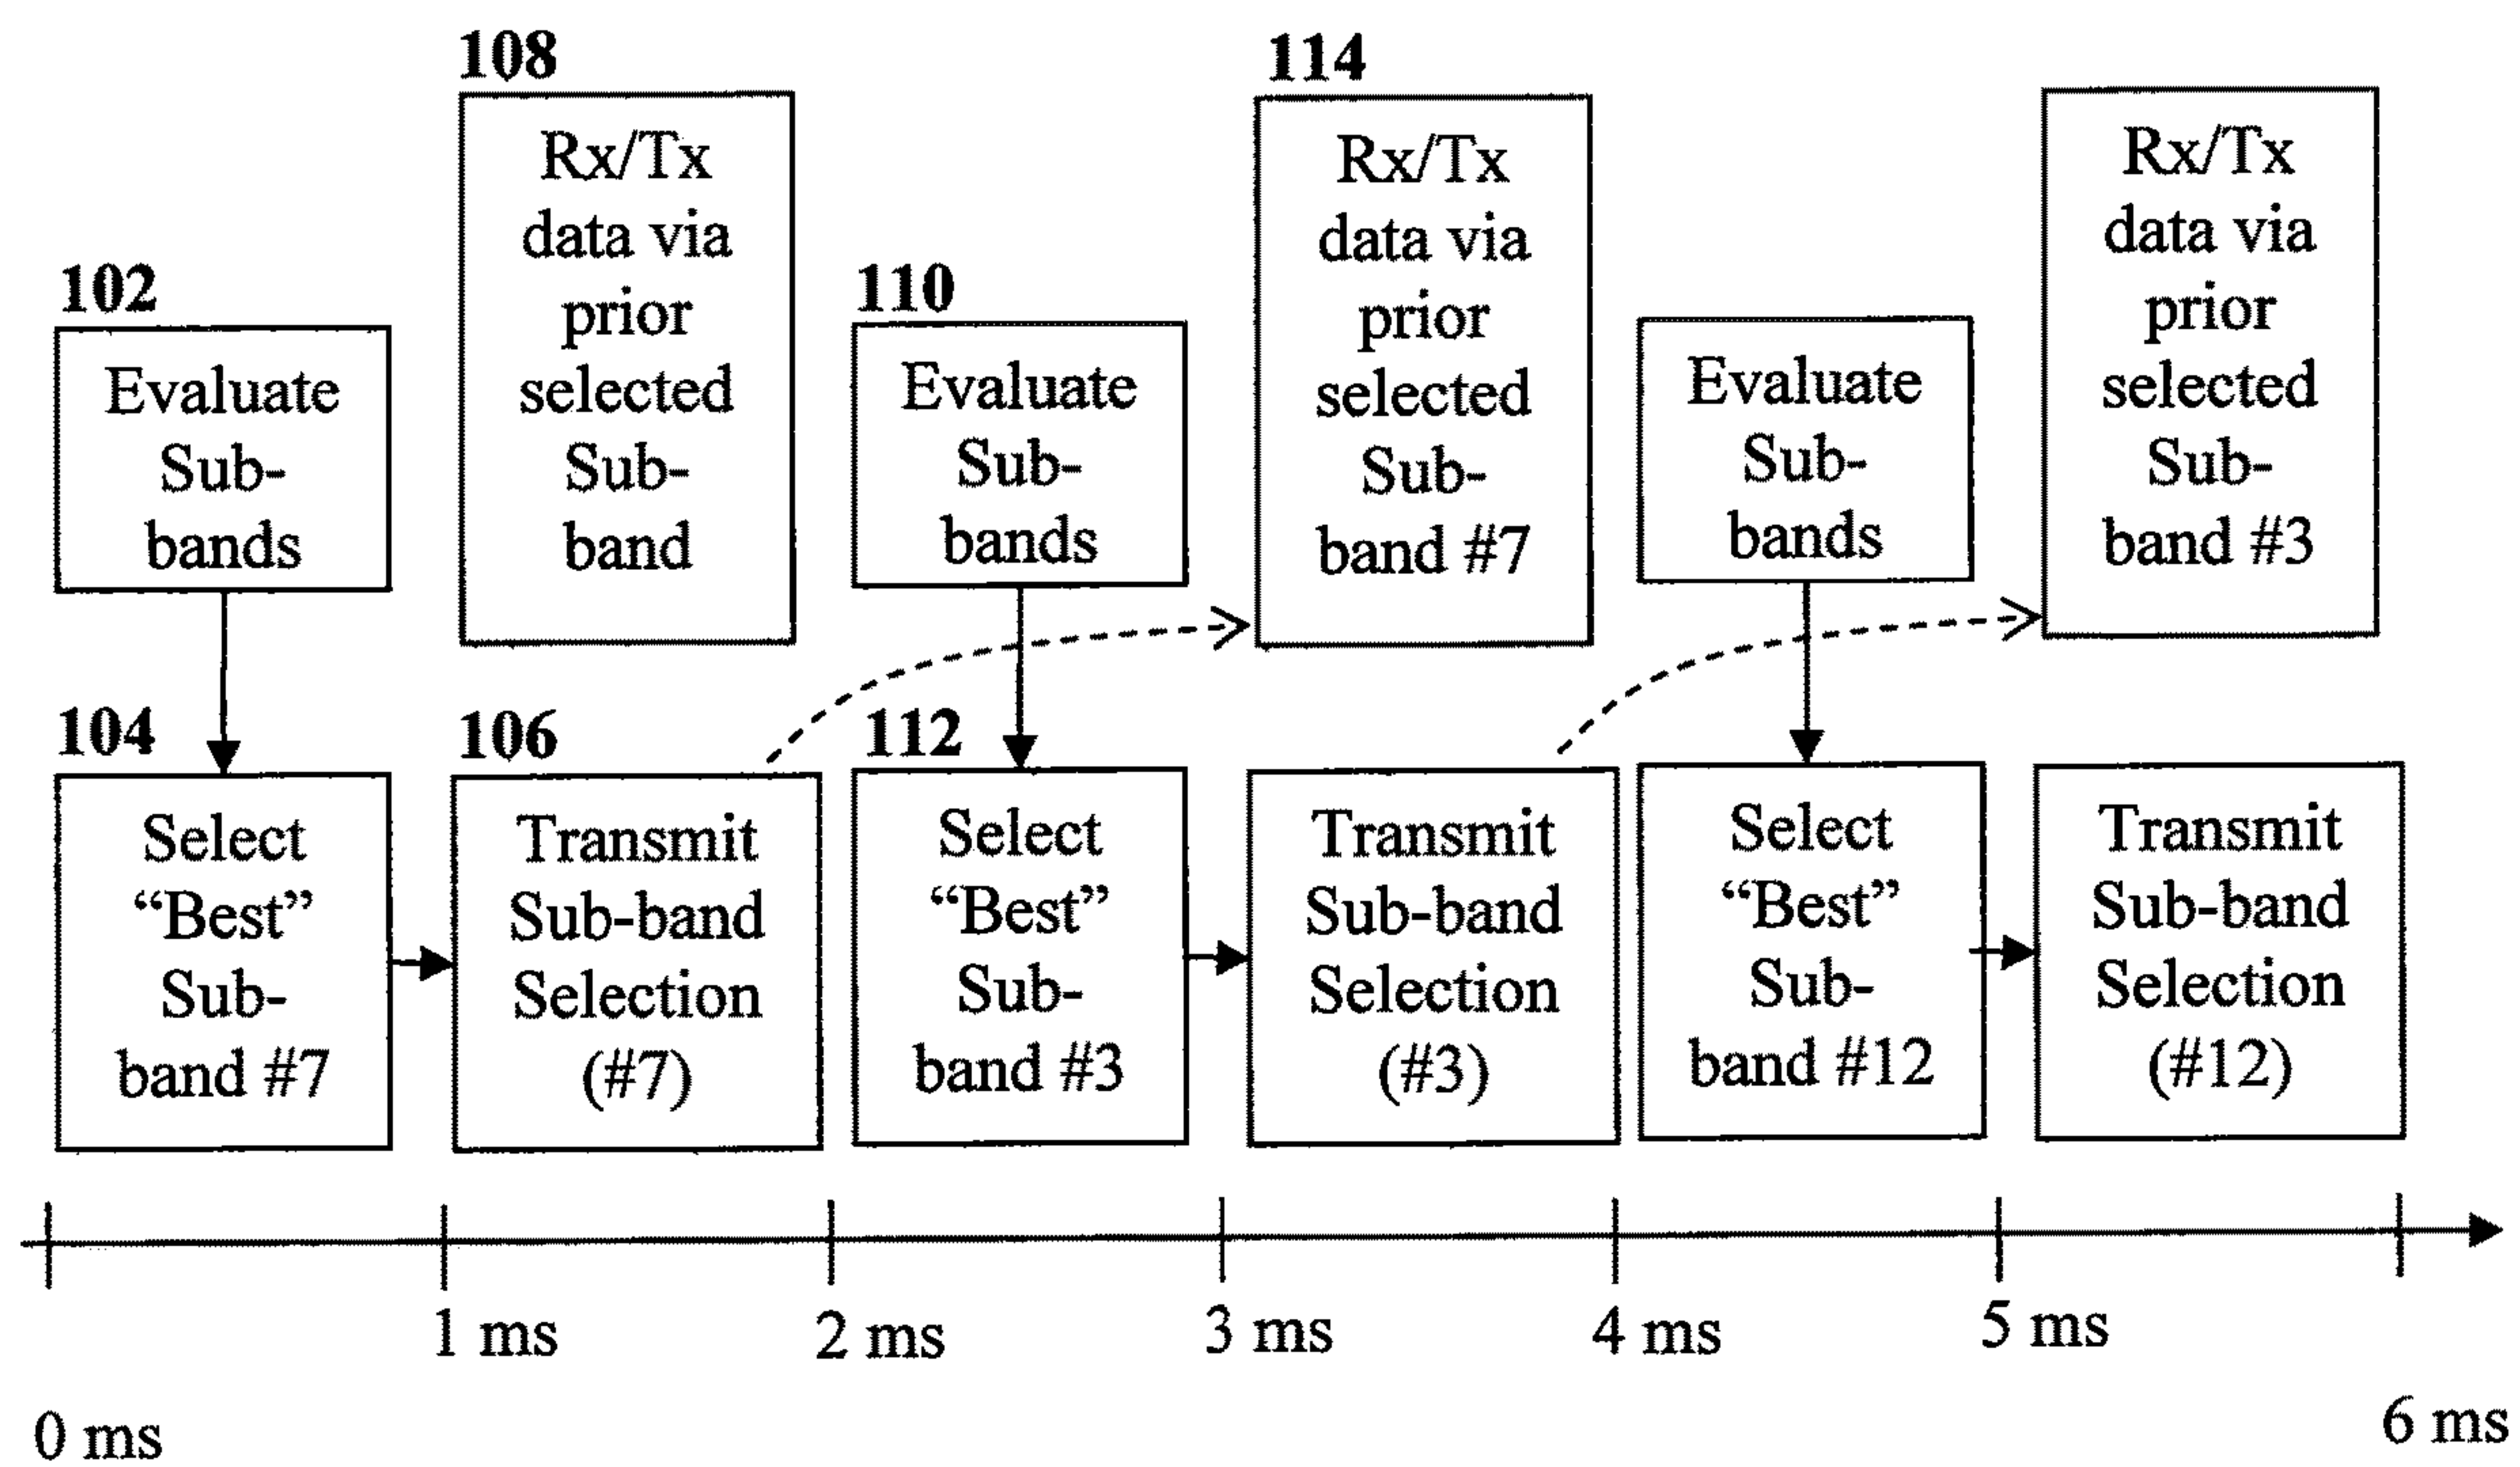 108
Rx/Tx
data via
prior
selected
Sub-
band
114
Rx/Tx
data via
prior
selected
Sub-
band #7
Rx/Tx
data via
prior
selected
Sub-
band #3
102
Evaluate
Sub-
bands
110
Evaluate
Sub-
bands
Evaluate
Sub-
bands
104
Select
“Best”
Sub-
band #7
106
Transmit
Sub-band
Selection
(#7)
112
Select
“Best”
Sub-
band #3
Transmit
Sub-band
Selection
(#3)
Select
“Best”
Sub-
band #12
Transmit
Sub-band
Selection
(#12)
1 ms
2 ms
3 ms
4 ms
5 ms
0 ms
6 ms